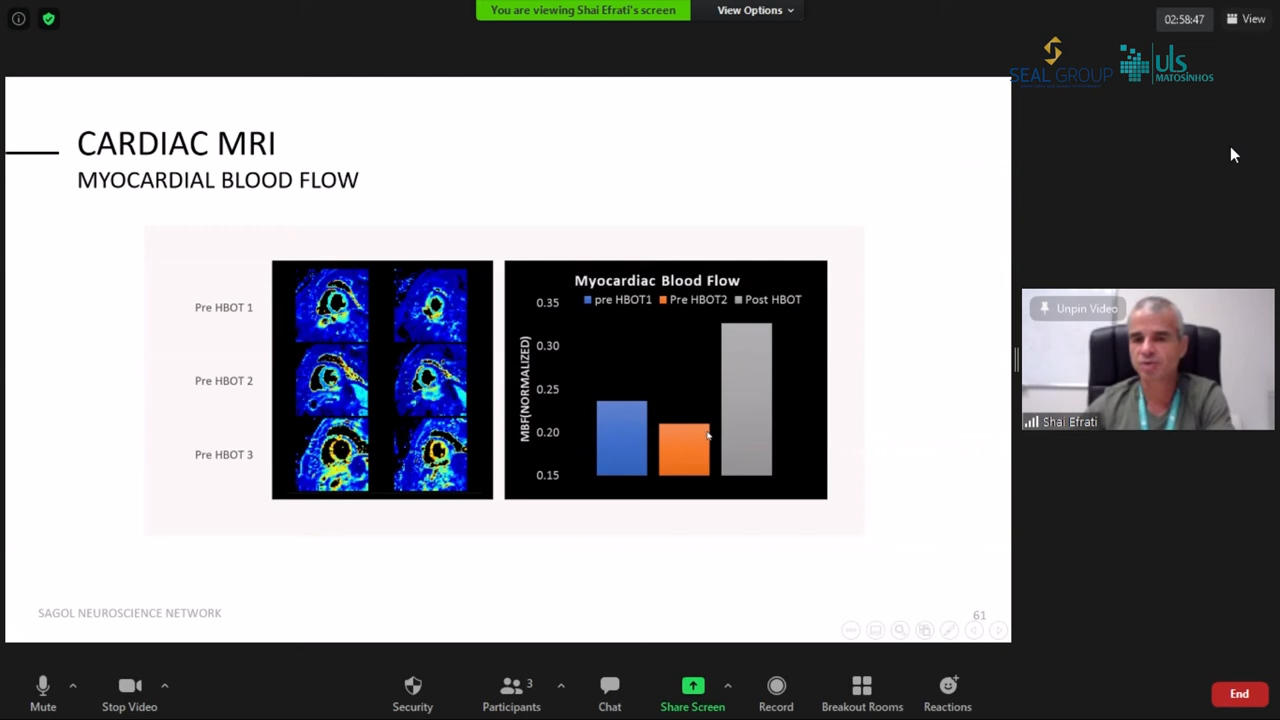 You are viewing Shai Efrati's screen
View Options
02:58:47
View
SEAL GROUP
uls
MATOSINHOS
CARDIAC MRI
MYOCARDIAL BLOOD FLOW
Pre HBOT 1
Pre HBOT 2
Pre HBOT 3
Myocardiac Blood Flow
pre HBOT1
Pre HBOT2
Post HBOT
MBF(NORMALIZED)
0.35
0.30
0.25
0.20
0.15
Unpin Video
Shai Efrati
SAGOL NEUROSCIENCE NETWORK
61
Mute
Stop Video
Security
Participants
3
Chat
Share Screen
Record
Breakout Rooms
Reactions
End